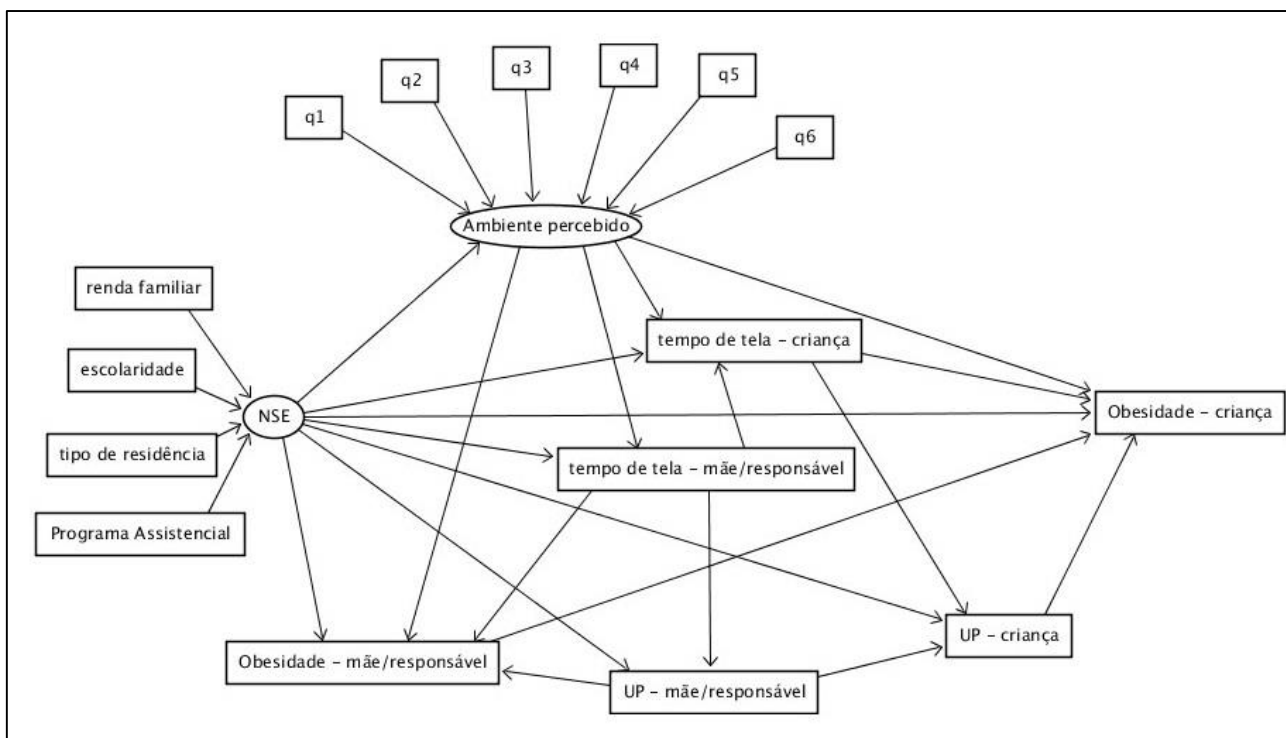 q1
q2
q3
q4
q5
q6
Ambiente percebido
renda familiar
escolaridade
tipo de residência
Programa Assistencial
NSE
tempo de tela – criança
tempo de tela – mãe/responsável
Obesidade – criança
Obesidade – mãe/responsável
UP – mãe/responsável
UP – criança